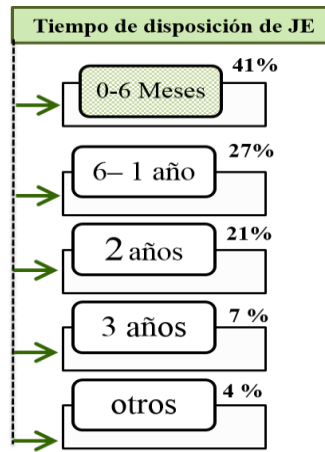 Tiempo de disposición de JE
41%
0-6 Meses
27%
6– 1 año
21%
2 años
7 %
3 años
4 %
otros